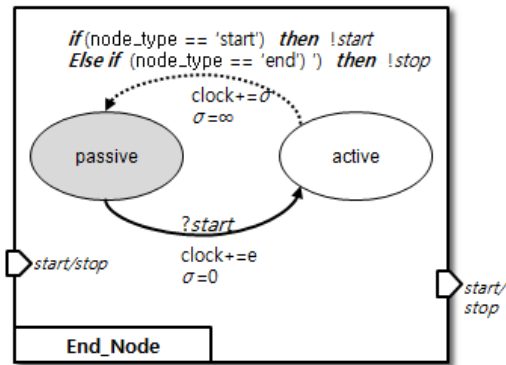 if(node_type == 'start') then !start
Else if (node_type == 'end') ') then !stop
clock+=σ
σ=∞
passive
active
?start
clock+=e
σ=0
start/stop
start/
stop
End_Node